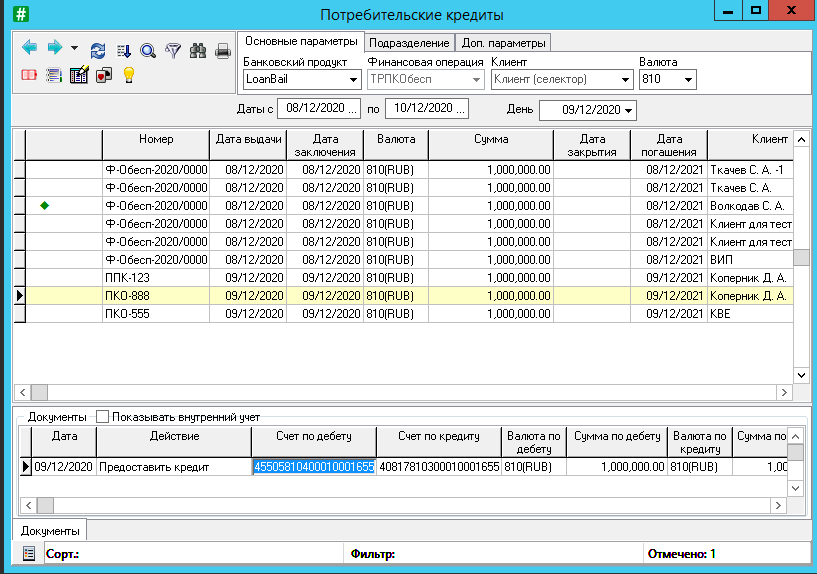 Потребительские кредиты
Основные параметры Подразделение Доп. параметры
Банковский продукт Финансовая операция Клиент Валюта
LoanBail ТРПКОбесп Клиент (селектор) 810
Даты с 08/12/2020 ... по 10/12/2020 ... День 09/12/2020
Номер Дата выдачи Дата заключения Валюта Сумма Дата закрытия Дата погашения Клиент
Ф-Обесп-2020/0000 08/12/2020 08/12/2020 810(RUB) 1,000,000.00 08/12/2021 Ткачев С. А. -1
Ф-Обесп-2020/0000 08/12/2020 08/12/2020 810(RUB) 1,000,000.00 08/12/2021 Ткачев С. А.
Ф-Обесп-2020/0000 08/12/2020 08/12/2020 810(RUB) 1,000,000.00 08/12/2021 Волкодав С. А.
Ф-Обесп-2020/0000 08/12/2020 08/12/2020 810(RUB) 1,000,000.00 08/12/2021 Клиент для тест
Ф-Обесп-2020/0000 08/12/2020 08/12/2020 810(RUB) 1,000,000.00 08/12/2021 Клиент для тест
Ф-Обесп-2020/0000 08/12/2020 08/12/2020 810(RUB) 1,000,000.00 08/12/2021 ВИП
ППК-123 09/12/2020 09/12/2020 810(RUB) 1,000,000.00 09/12/2021 Коперник Д. А.
ПКО-888 09/12/2020 09/12/2020 810(RUB) 1,000,000.00 09/12/2021 Коперник Д. А.
ПКО-555 09/12/2020 09/12/2020 810(RUB) 1,000,000.00 09/12/2021 КВЕ
Документы Показывать внутренний учет
Дата Действие Счет по дебету Счет по кредиту Валюта по дебету Сумма по дебету Валюта по кредиту Сумма по
09/12/2020 Предоставить кредит 45505810400010001655 40817810300010001655 810(RUB) 1,000,000.00 810(RUB) 1,00
Документы
Сорт.: Фильтр: Отмечено: 1